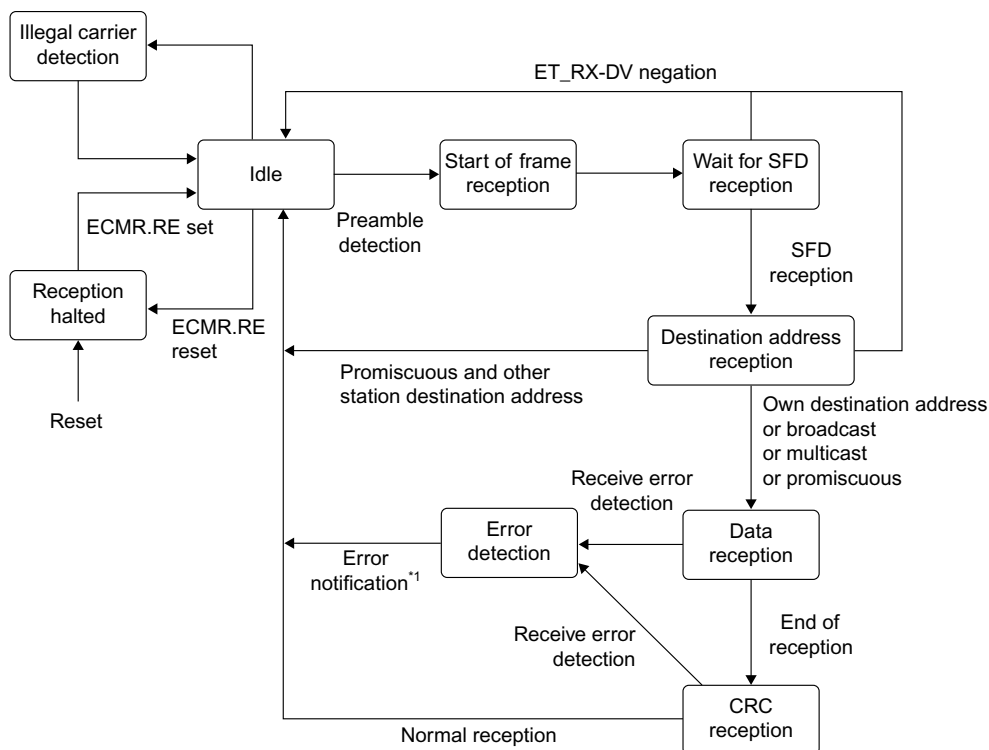 Illegal carrier
detection
ET_RX-DV negation
Idle
Start of frame
reception
Wait for SFD
reception
Preamble
detection
ECMR.RE set
SFD
reception
Reception
halted
ECMR.RE
reset
Destination address
reception
Promiscuous and other
station destination address
Reset
Own destination address
or broadcast
or multicast
or promiscuous
Receive error
detection
Error
detection
Data
reception
Error
notification*1
End of
reception
Receive error
detection
CRC
reception
Normal reception